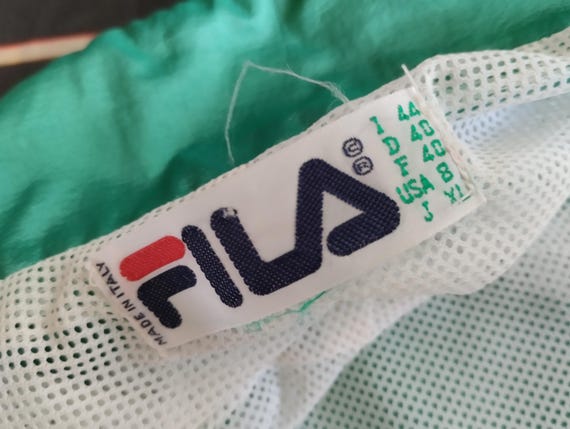 MADE IN ITALY
FILA
©
®
I 44
D 40
F 40
USA 8
J XL